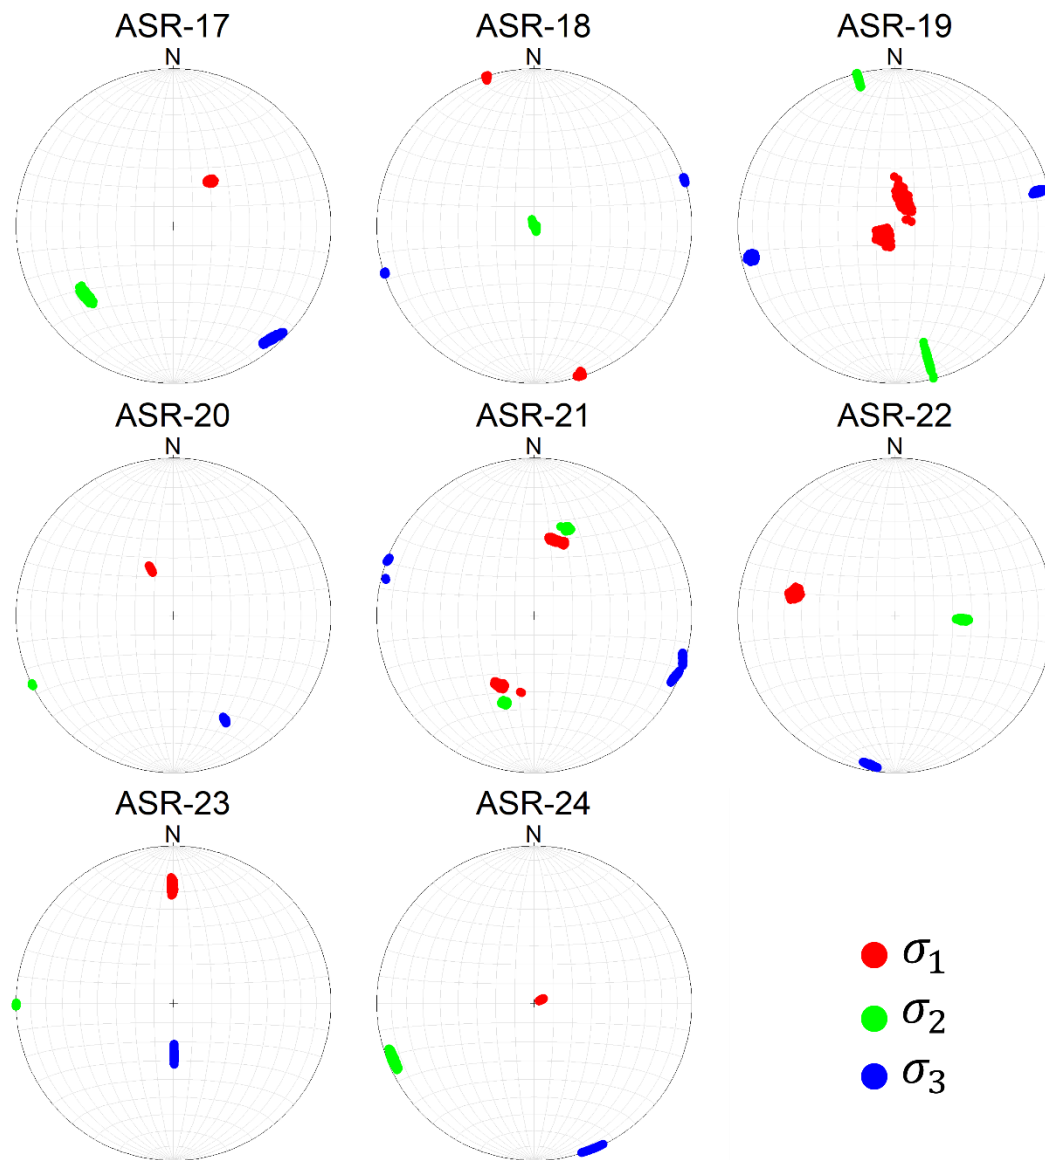 ASR-17 ASR-18 ASR-19
N N N
ASR-20 ASR-21 ASR-22
N N N
ASR-23 ASR-24
N N
σ1
σ2
σ3